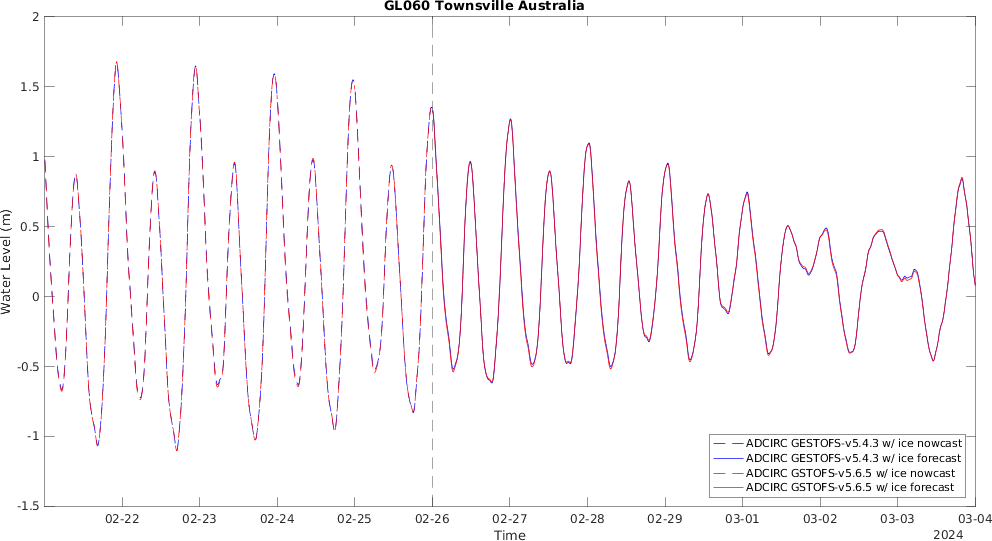 GL060 Townsville Australia
2
1.5
1
0.5
0
-0.5
-1
-1.5
Water Level (m)
02-22 02-23 02-24 02-25 02-26 02-27 02-28 02-29 03-01 03-02 03-03 03-04
Time
2024
ADCIRC GESTOFS-v5.4.3 w/ ice nowcast
ADCIRC GESTOFS-v5.4.3 w/ ice forecast
ADCIRC GSTOFS-v5.6.5 w/ ice nowcast
ADCIRC GSTOFS-v5.6.5 w/ ice forecast